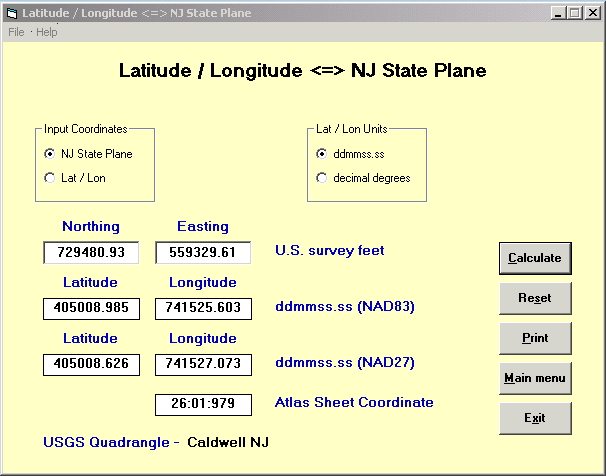 Latitude / Longitude <=> NJ State Plane
File · Help
Latitude / Longitude <=> NJ State Plane
Input Coordinates
NJ State Plane
Lat / Lon
Lat / Lon Units
ddmmss.ss
decimal degrees
Northing Easting
729480.93 559329.61 U.S. survey feet
Latitude Longitude
405008.985 741525.603 ddmmss.ss (NAD83)
Latitude Longitude
405008.626 741527.073 ddmmss.ss (NAD27)
26:01:979 Atlas Sheet Coordinate
USGS Quadrangle - Caldwell NJ
Calculate
Reset
Print
Main menu
Exit